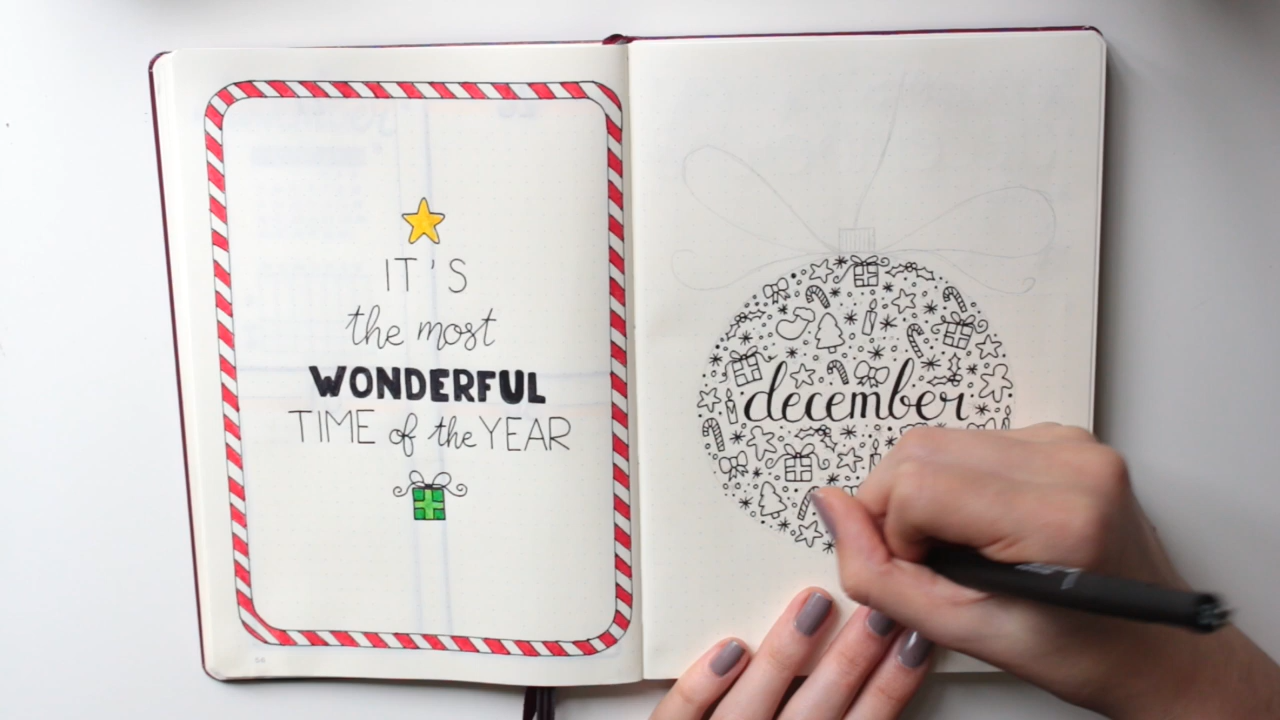 IT'S
the most
WONDERFUL
TIME of the YEAR
december